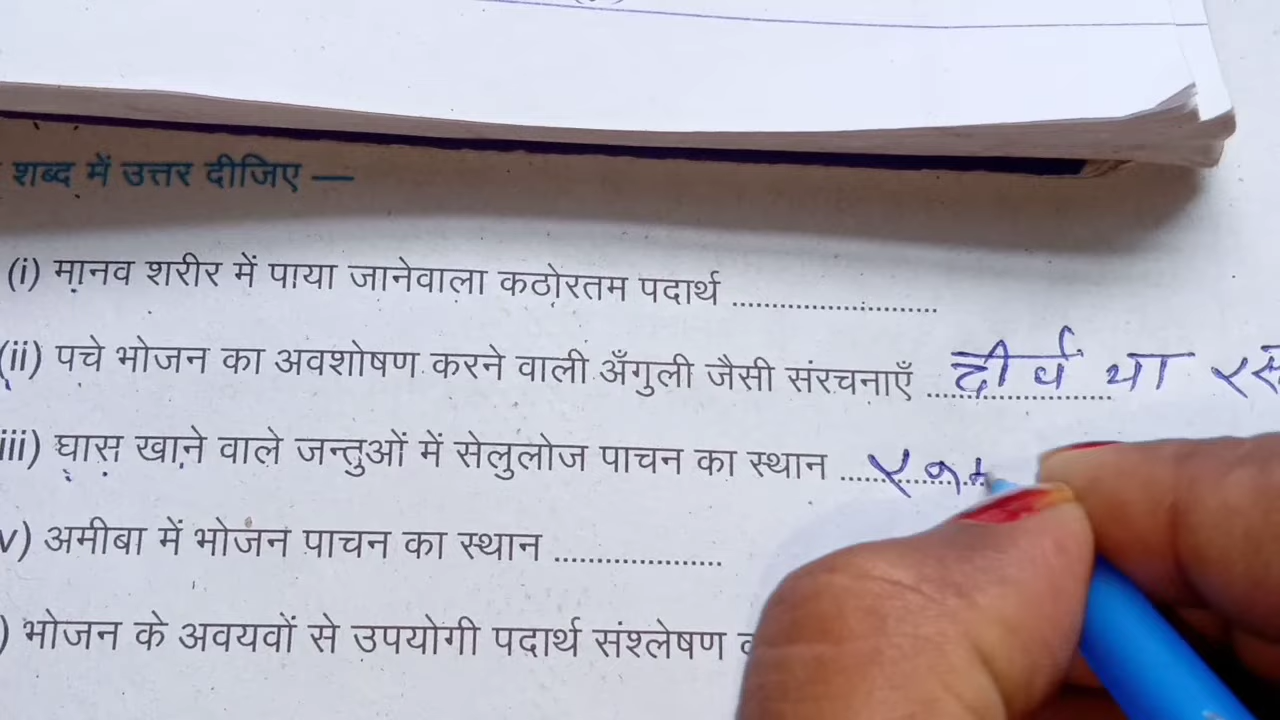 शब्द में उत्तर दीजिए —
(i) मानव शरीर में पाया जानेवाला कठोरतम पदार्थ ........................
(ii) पचे भोजन का अवशोषण करने वाली अँगुली जैसी संरचनाएँ ..................... दीर्घ या
iii) घास खाने वाले जन्तुओं में सेलुलोज पाचन का स्थान ..................
v) अमीबा में भोजन पाचन का स्थान ....................
) भोजन के अवयवों से उपयोगी पदार्थ संश्लेषण